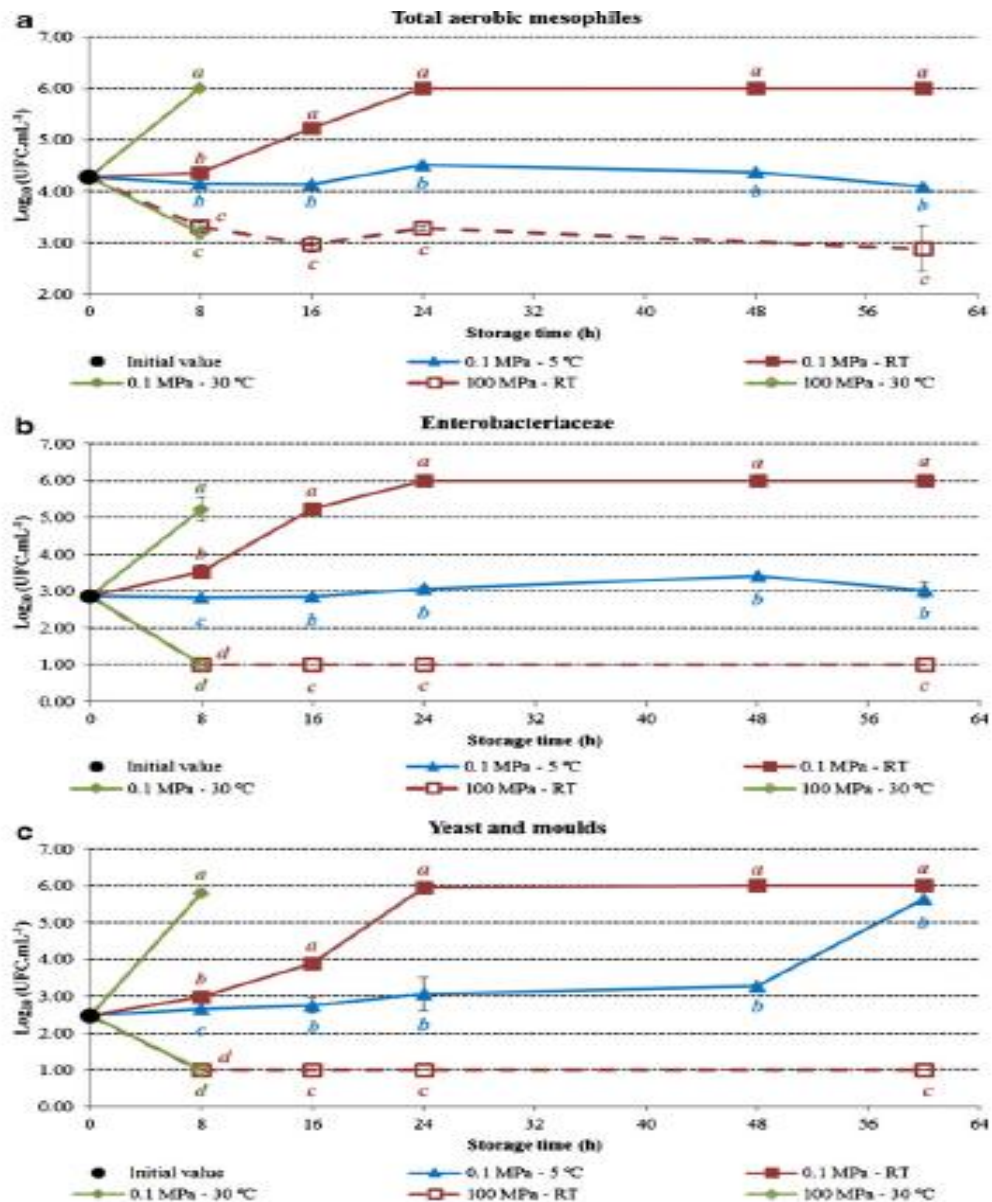 a
Total aerobic mesophiles
7.00
a a a a
6.00
a
5.00
b
4.00
b b b b b
c
3.00
c c c c
2.00
Log₁₀ (UFC.mL⁻¹)
0 8 16 24 32 40 48 56 64
Storage time (h)
Initial value 0.1 MPa - 5 ºC 0.1 MPa - RT
0.1 MPa - 30 ºC 100 MPa - RT 100 MPa - 30 ºC
b
Enterobacteriaceae
7.00
a a a
6.00
a a
5.00
4.00
b
3.00
c b b b b
2.00
d
1.00
d c c c
0.00
Log₁₀ (UFC.mL⁻¹)
0 8 16 24 32 40 48 56 64
Storage time (h)
Initial value 0.1 MPa - 5 ºC 0.1 MPa - RT
0.1 MPa - 30 ºC 100 MPa - RT 100 MPa - 30 ºC
c
Yeast and moulds
7.00
a a a a
6.00
b
5.00
a
4.00
b
3.00
c b b b
2.00
d
1.00
d c c c
0.00
Log₁₀ (UFC.mL⁻¹)
0 8 16 24 32 40 48 56 64
Storage time (h)
Initial value 0.1 MPa - 5 ºC 0.1 MPa - RT
0.1 MPa - 30 ºC 100 MPa - RT 100 MPa - 30 ºC